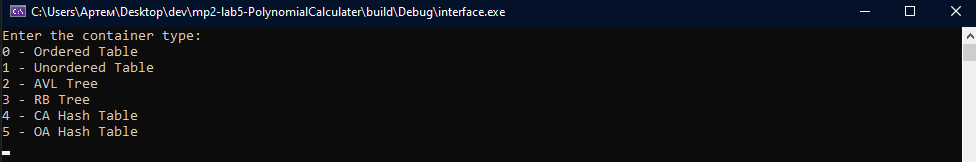 C:\Users\Артем\Desktop\dev\mp2-lab5-PolynomialCalculater\build\Debug\interface.exe
Enter the container type:
0 - Ordered Table
1 - Unordered Table
2 - AVL Tree
3 - RB Tree
4 - CA Hash Table
5 - OA Hash Table